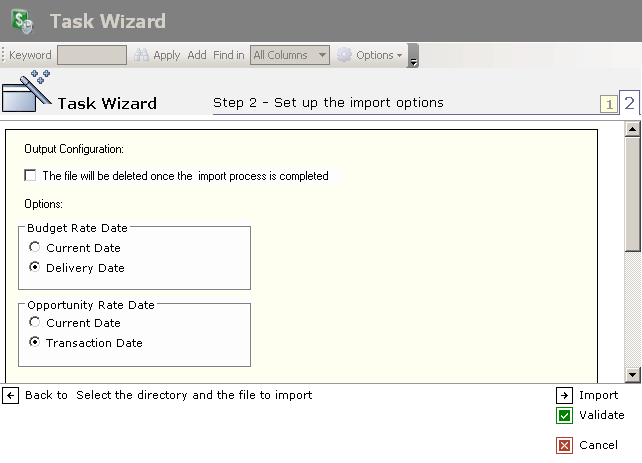 Task Wizard
Keyword Apply Add Find in All Columns Options
Task Wizard Step 2 - Set up the import options 1 2
Output Configuration:
The file will be deleted once the import process is completed
Options:
Budget Rate Date
Current Date
Delivery Date
Opportunity Rate Date
Current Date
Transaction Date
Back to Select the directory and the file to import Import
Validate
Cancel